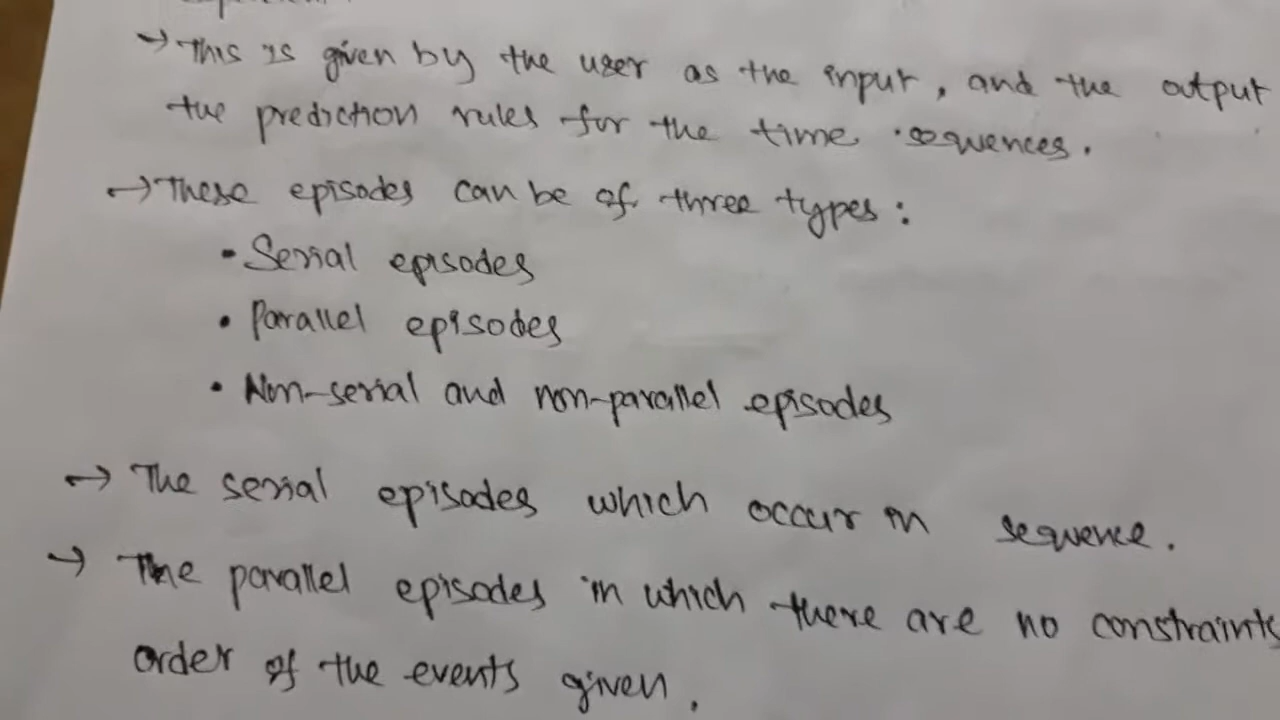 → This is given by the user as the input, and the output
the prediction rules for the time sequences.
→ These episodes can be of three types:
• Serial episodes
• Parallel episodes
• Non-serial and non-parallel episodes
→ The serial episodes which occur in sequence.
→ The parallel episodes in which there are no constraints
order of the events given.